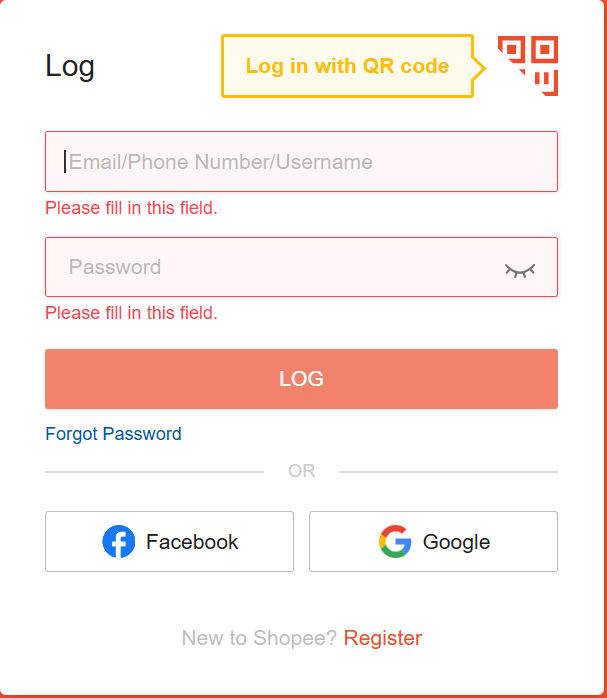 Log
Log in with QR code
Email/Phone Number/Username
Please fill in this field.
Password
Please fill in this field.
LOG
Forgot Password
OR
Facebook
Google
New to Shopee? Register